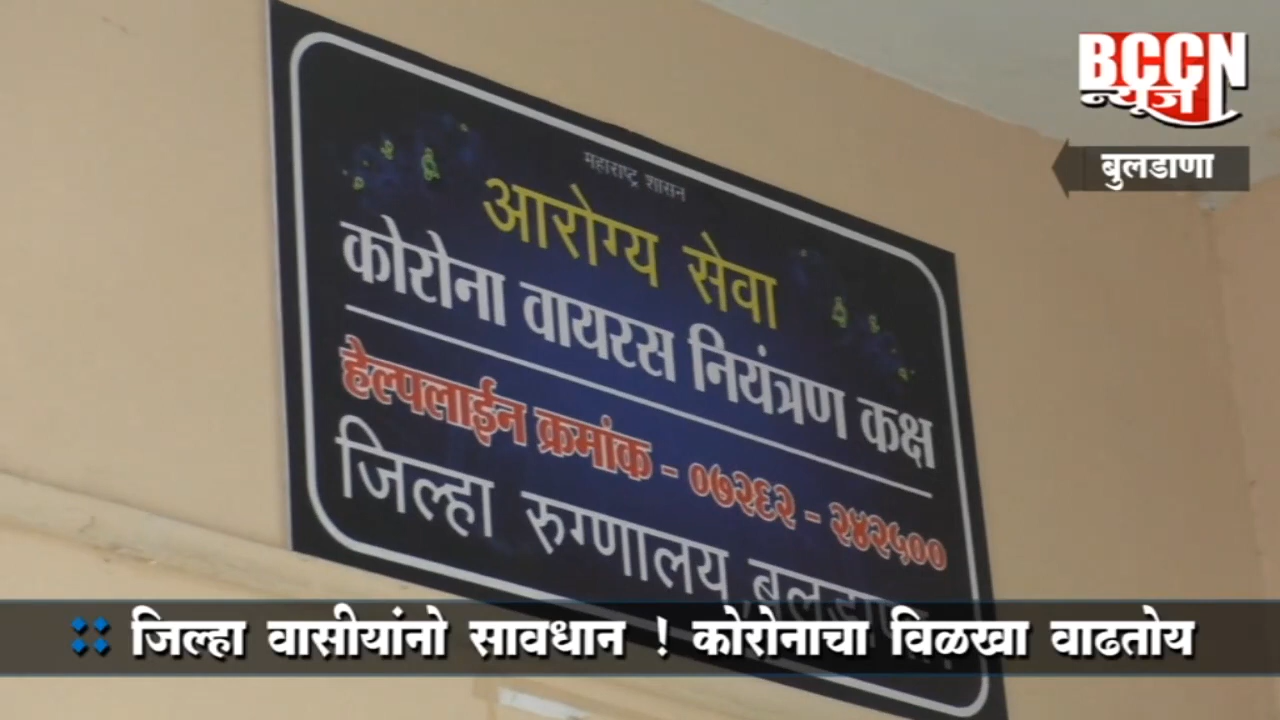 BCCN
न्यूज
बुलडाणा
महाराष्ट्र शासन
आरोग्य सेवा
कोरोना वायरस नियंत्रण कक्ष
हेल्पलाईन क्रमांक - ०७२६२ - २४२५००
जिल्हा रुग्णालय, बुलडाणा.
जिल्हा वासीयांनो सावधान ! कोरोनाचा विळखा वाढतोय